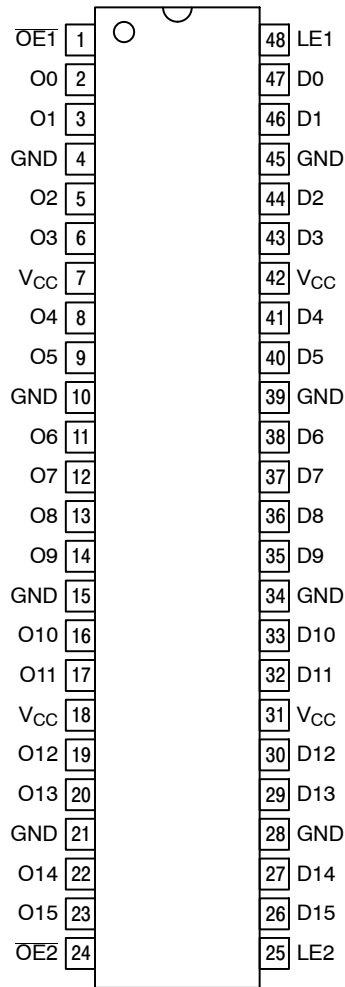 O̅E̅1̅ 1 48 LE1
O0 2 47 D0
O1 3 46 D1
GND 4 45 GND
O2 5 44 D2
O3 6 43 D3
VCC 7 42 VCC
O4 8 41 D4
O5 9 40 D5
GND 10 39 GND
O6 11 38 D6
O7 12 37 D7
O8 13 36 D8
O9 14 35 D9
GND 15 34 GND
O10 16 33 D10
O11 17 32 D11
VCC 18 31 VCC
O12 19 30 D12
O13 20 29 D13
GND 21 28 GND
O14 22 27 D14
O15 23 26 D15
O̅E̅2̅ 24 25 LE2